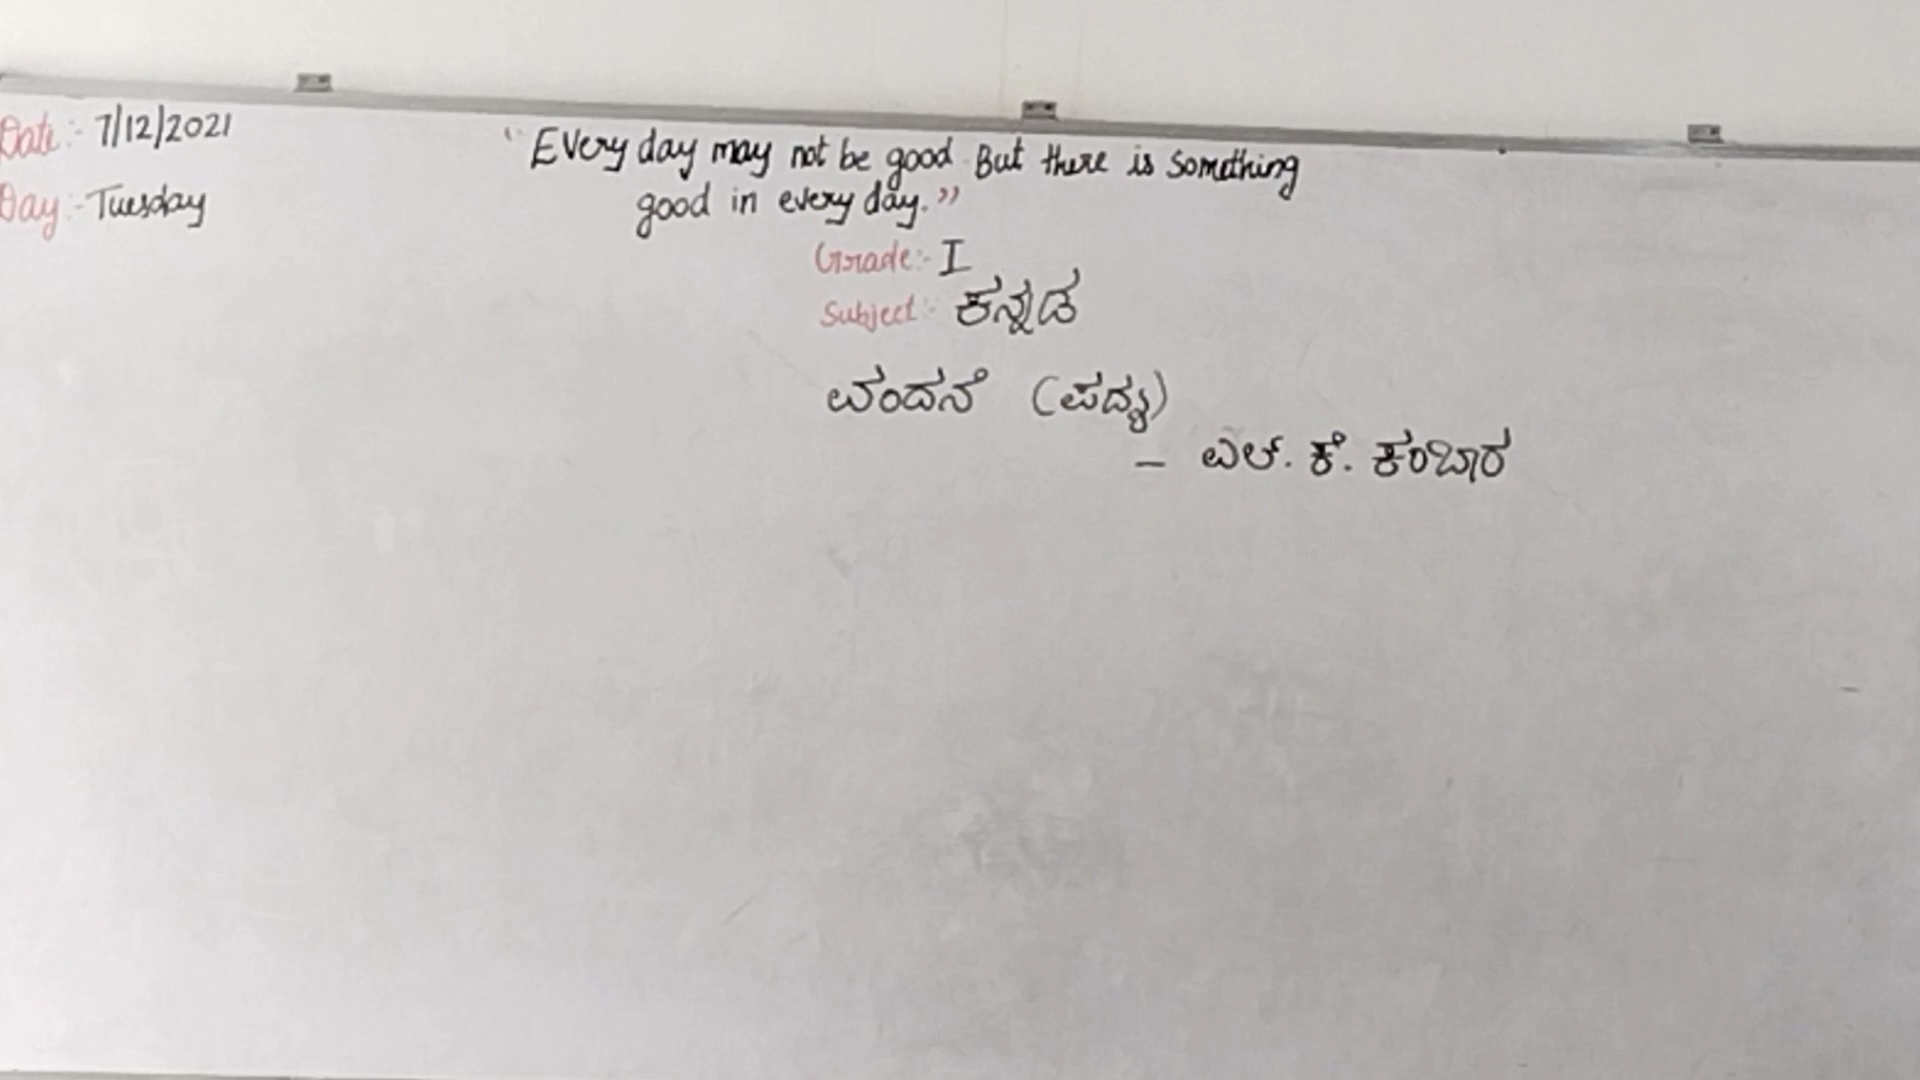 Date:- 7/12/2021
Day:- Tuesday
"Every day may not be good But there is something
good in every day."
Grade:- I
Subject:- ಕನ್ನಡ
ವಂದನೆ (ಪದ್ಯ)
- ಎಲ್. ಕೆ. ಕಂಬಾರ